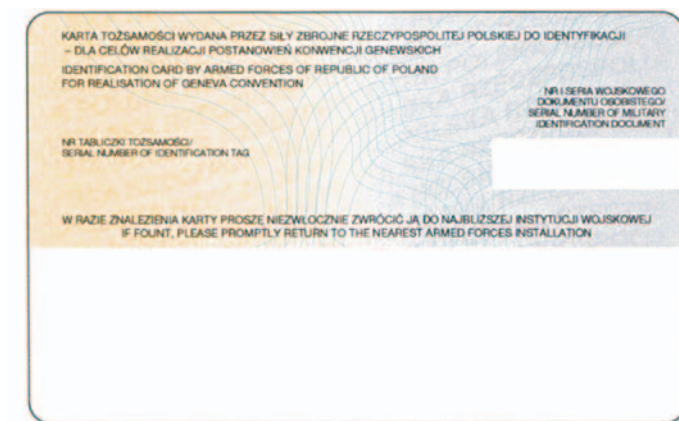 KARTA TOŻSAMOŚCI WYDANA PRZEZ SIŁY ZBROJNE RZECZYPOSPOLITEJ POLSKIEJ DO IDENTYFIKACJI
– DLA CELÓW REALIZACJI POSTANOWIEŃ KONWENCJI GENEWSKICH
IDENTIFICATION CARD BY ARMED FORCES OF REPUBLIC OF POLAND
FOR REALISATION OF GENEVA CONVENTION
NR I SERIA WOJSKOWEGO
DOKUMENTU OSOBISTEGO/
SERIAL NUMBER OF MILITARY
IDENTIFICATION DOCUMENT
NR TABLICZKI TOŻSAMOŚCI/
SERIAL NUMBER OF IDENTIFICATION TAG
W RAZIE ZNALEZIENIA KARTY PROSZĘ NIEZWŁOCZNIE ZWRÓCIĆ JĄ DO NAJBLIŻSZEJ INSTYTUCJI WOJSKOWEJ
IF FOUNT, PLEASE PROMPTLY RETURN TO THE NEAREST ARMED FORCES INSTALLATION